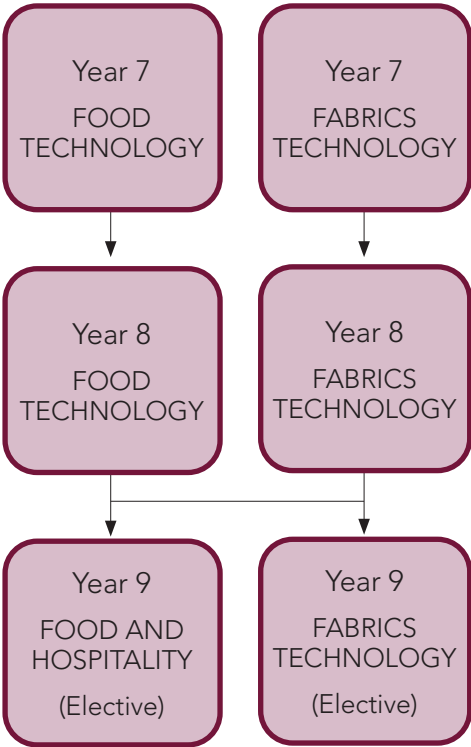 Year 7
FOOD
TECHNOLOGY
Year 7
FABRICS
TECHNOLOGY
Year 8
FOOD
TECHNOLOGY
Year 8
FABRICS
TECHNOLOGY
Year 9
FOOD AND
HOSPITALITY
(Elective)
Year 9
FABRICS
TECHNOLOGY
(Elective)